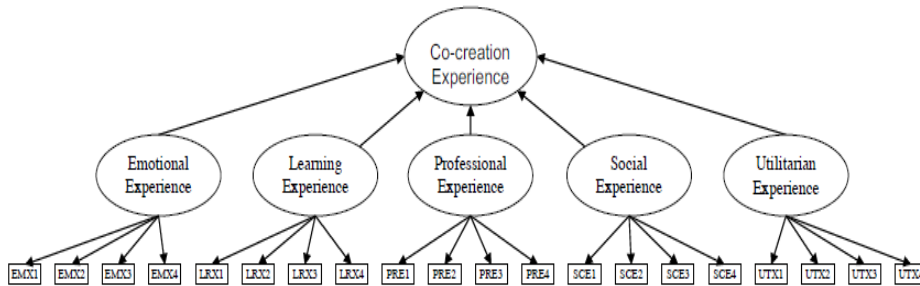 Co-creation
Experience
Emotional
Experience
Learning
Experience
Professional
Experience
Social
Experience
Utilitarian
Experience
EMX1 EMX2 EMX3 EMX4 LRX1 LRX2 LRX3 LRX4 PRE1 PRE2 PRE3 PRE4 SCE1 SCE2 SCE3 SCE4 UTX1 UTX2 UTX3 UTX4